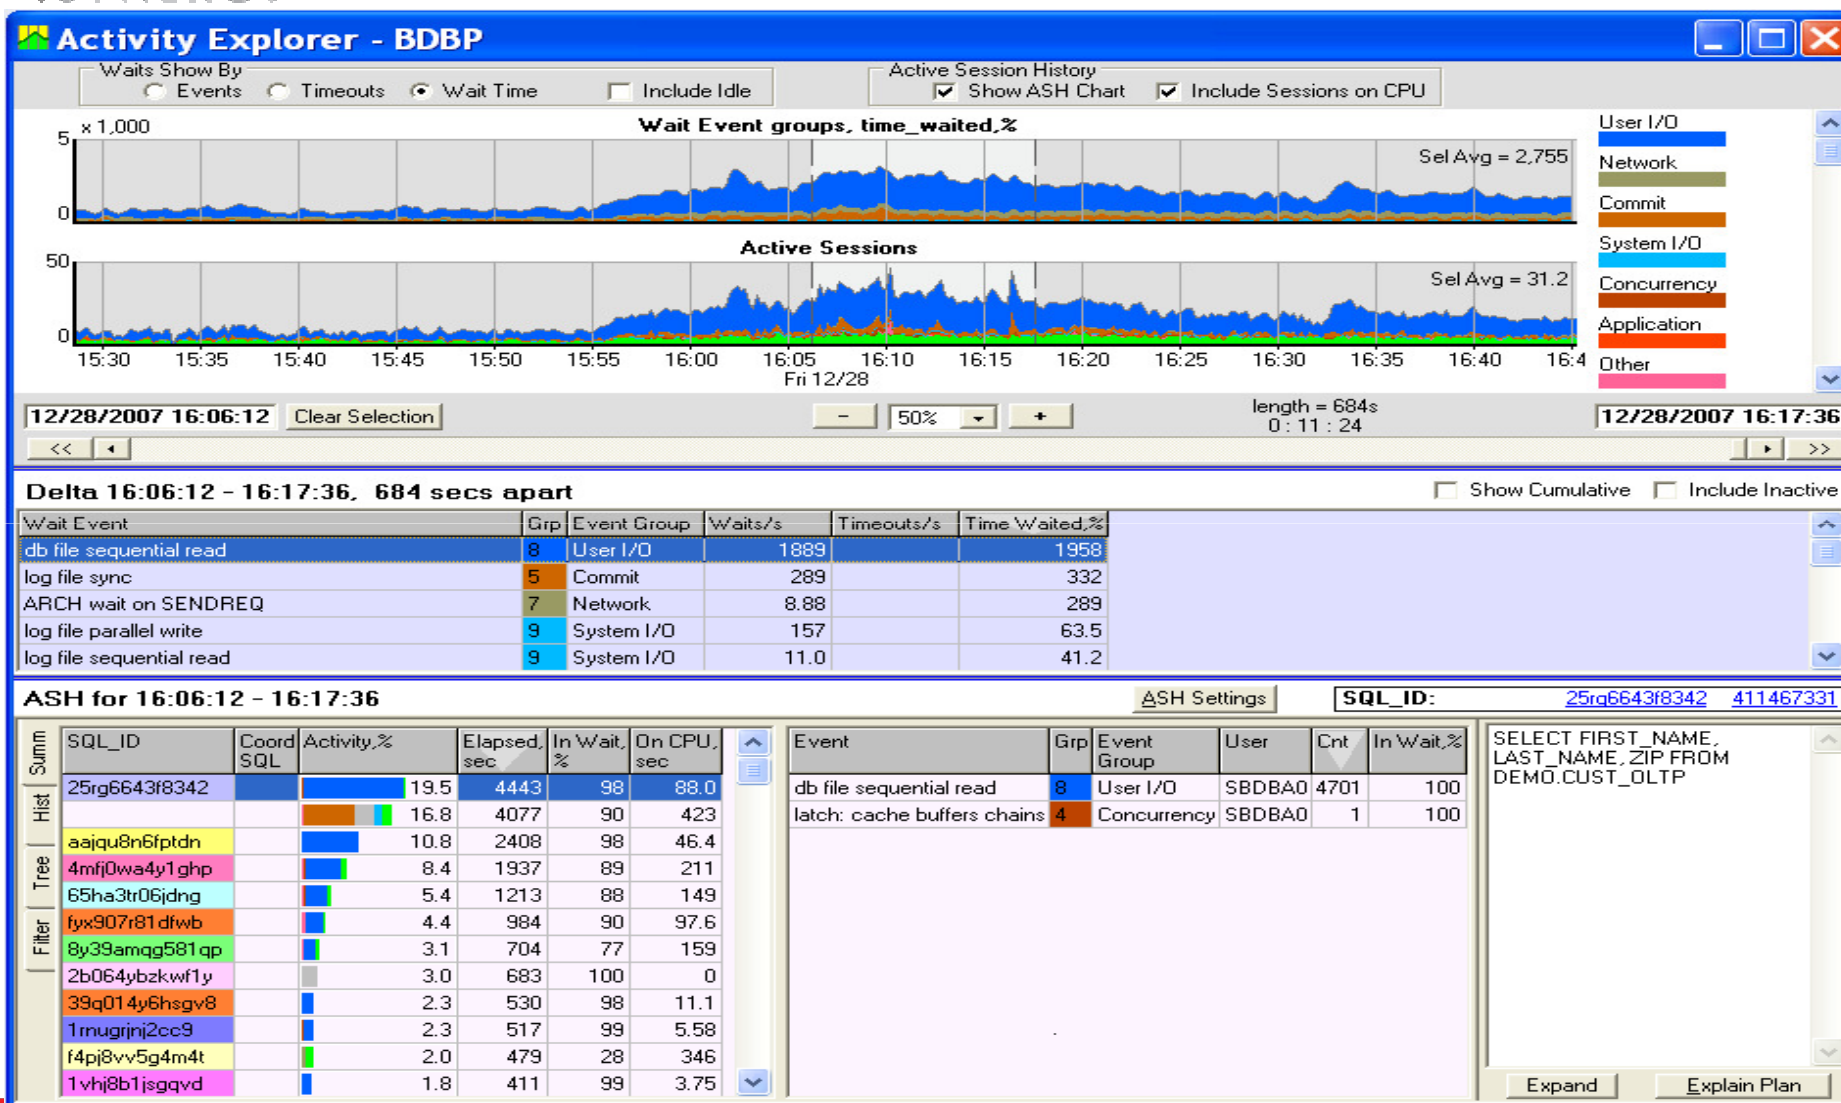 Activity Explorer - BDBP
Waits Show By
Events Timeouts Wait Time Include Idle
Active Session History
Show ASH Chart Include Sessions on CPU
x 1,000
Wait Event groups, time_waited,%
5
0
Sel Avg = 2,755
Active Sessions
50
0
Sel Avg = 31.2
15:30 15:35 15:40 15:45 15:50 15:55 16:00 16:05 16:10 16:15 16:20 16:25 16:30 16:35 16:40 16:4
Fri 12/28
User I/O
Network
Commit
System I/O
Concurrency
Application
Other
12/28/2007 16:06:12 Clear Selection - 50% + length = 684s 12/28/2007 16:17:36
0 : 11 : 24
<< >>
Delta 16:06:12 - 16:17:36, 684 secs apart Show Cumulative Include Inactive
Wait Event Grp Event Group Waits/s Timeouts/s Time Waited,%
db file sequential read 8 User I/O 1889 1958
log file sync 5 Commit 289 332
ARCH wait on SENDREQ 7 Network 8.88 289
log file parallel write 9 System I/O 157 63.5
log file sequential read 9 System I/O 11.0 41.2
ASH for 16:06:12 - 16:17:36 ASH Settings SQL_ID: 25rg6643f8342 411467331
Summ
Hist
Tree
Filter
SQL_ID Coord SQL Activity,% Elapsed, sec In Wait, % On CPU, sec
25rg6643f8342 19.5 4443 98 88.0
16.8 4077 90 423
aajqu8n6fptdn 10.8 2408 98 46.4
4mfj0wa4y1ghp 8.4 1937 89 211
65ha3tr06jdng 5.4 1213 88 149
fyx907r81dfwb 4.4 984 90 97.6
8y39amqg581qp 3.1 704 77 159
2b064ybzkwf1y 3.0 683 100 0
39q014y6hsgv8 2.3 530 98 11.1
1mugrjnj2cc9 2.3 517 99 5.58
f4pj8vv5g4m4t 2.0 479 28 346
1vhj8b1jsgqvd 1.8 411 99 3.75
Event Grp Event Group User Cnt In Wait,%
db file sequential read 8 User I/O SBDBA0 4701 100
latch: cache buffers chains 4 Concurrency SBDBA0 1 100
SELECT FIRST_NAME,
LAST_NAME, ZIP FROM
DEMO.CUST_OLTP
Expand Explain Plan